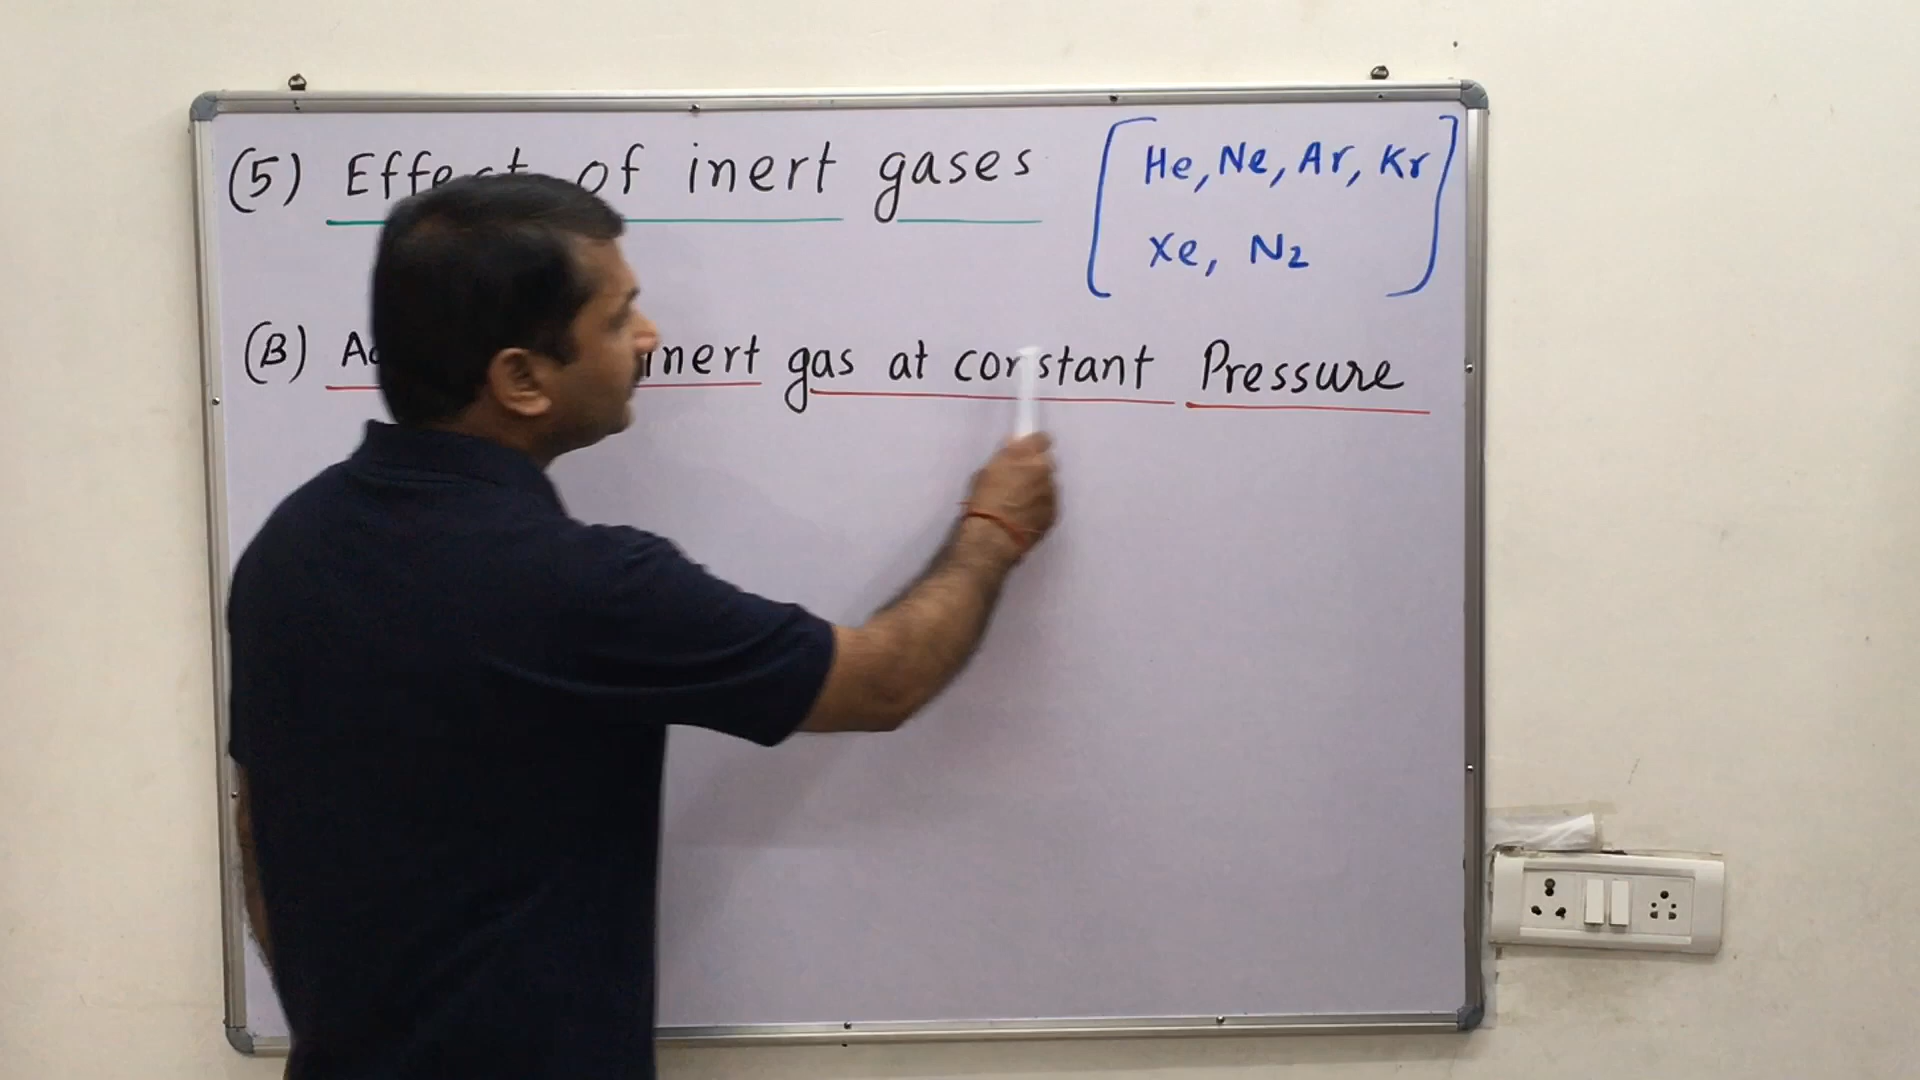 (5) Effect of inert gases [He, Ne, Ar, Kr
Xe, N2]
(B) inert gas at constant Pressure